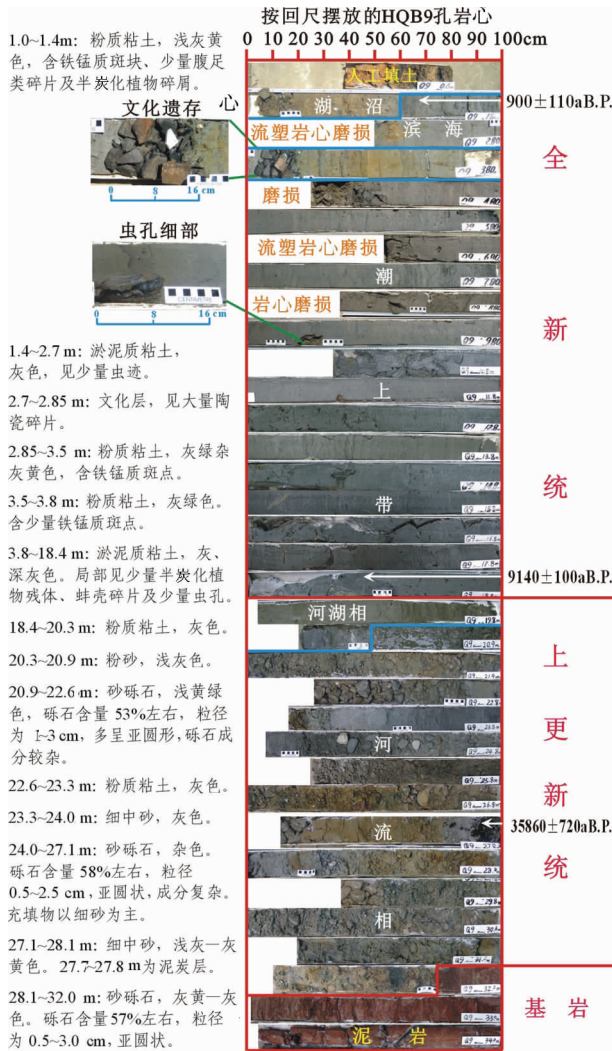 按回尺摆放的HQB9孔岩心
0 20 40 60 80 100cm
1.0~1.4m: 粉质粘土, 浅灰黄
色, 含铁锰质斑块、少量腹足
类碎片及半炭化植物碎屑。
文化遗存
心
0 8 16 cm
虫孔细部
CENTIMETRE
0 8 16 cm
1.4~2.7 m: 淤泥质粘土,
灰色, 见少量虫迹。
2.7~2.85 m: 文化层, 见大量陶
瓷碎片。
2.85~3.5 m: 粉质粘土, 灰绿杂
灰黄色, 含铁锰质斑点。
3.5~3.8 m: 粉质粘土, 灰绿色。
含少量铁锰质斑点。
3.8~18.4 m: 淤泥质粘土, 灰、
深灰色。局部见少量半炭化植
物残体、蚌壳碎片及少量虫孔。
18.4~20.3 m: 粉质粘土, 灰色。
20.3~20.9 m: 粉砂, 浅灰色。
20.9~22.6 m: 砂砾石, 浅黄绿
色, 砾石含量 53%左右, 粒径
为 1~3 cm, 多呈亚圆形, 砾石成
分较杂。
22.6~23.3 m: 粉质粘土, 灰色。
23.3~24.0 m: 细中砂, 灰色。
24.0~27.1 m: 砂砾石, 杂色。
砾石含量 58%左右, 粒径
0.5~2.5 cm, 亚圆状, 成分复杂。
充填物以细砂为主。
27.1~28.1 m: 细中砂, 浅灰—灰
黄色。27.7~27.8 m为泥炭层。
28.1~32.0 m: 砂砾石, 灰黄—灰
色。砾石含量57%左右, 粒径
为 0.5~3.0 cm, 亚圆状。
人工填土
湖 沼
流塑岩心磨损
滨 海
磨损
流塑岩心磨损
潮
岩心磨损
上
带
河湖相
河
流
相
泥 岩
900±110aB.P.
全
新
统
9140±100aB.P.
上
更
新
35860±720aB.P.
统
基 岩